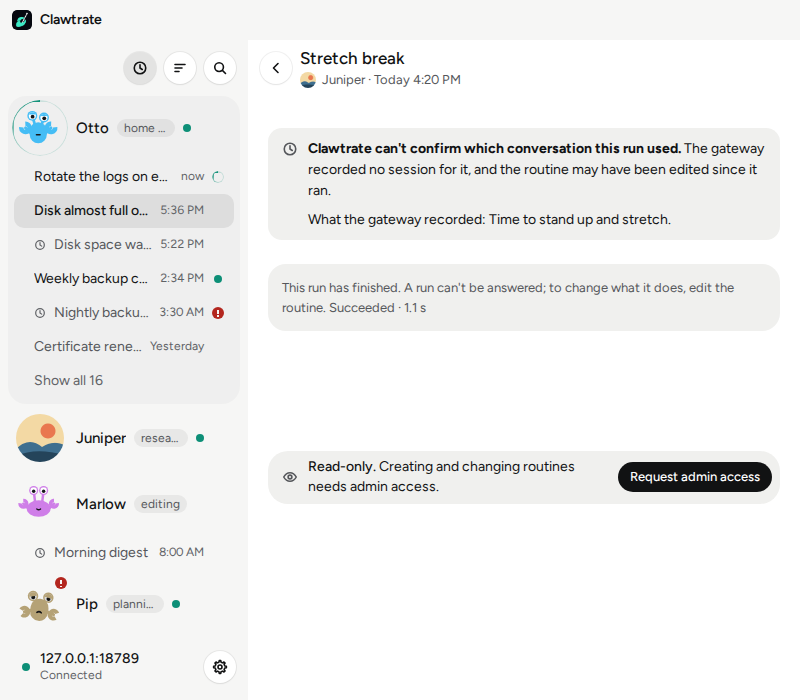 Clawtrate
Otto
home ...
Rotate the logs on e...
now
Disk almost full o...
5:36 PM
Disk space wa...
5:22 PM
Weekly backup c...
2:34 PM
Nightly backu...
3:30 AM
Certificate rene...
Yesterday
Show all 16
Juniper
resea...
Marlow
editing
Morning digest
8:00 AM
Pip
planni...
127.0.0.1:18789
Connected
Stretch break
Juniper · Today 4:20 PM
Clawtrate can't confirm which conversation this run used. The gateway
recorded no session for it, and the routine may have been edited since it
ran.
What the gateway recorded: Time to stand up and stretch.
This run has finished. A run can't be answered; to change what it does, edit the
routine. Succeeded · 1.1 s
Read-only. Creating and changing routines
needs admin access.
Request admin access